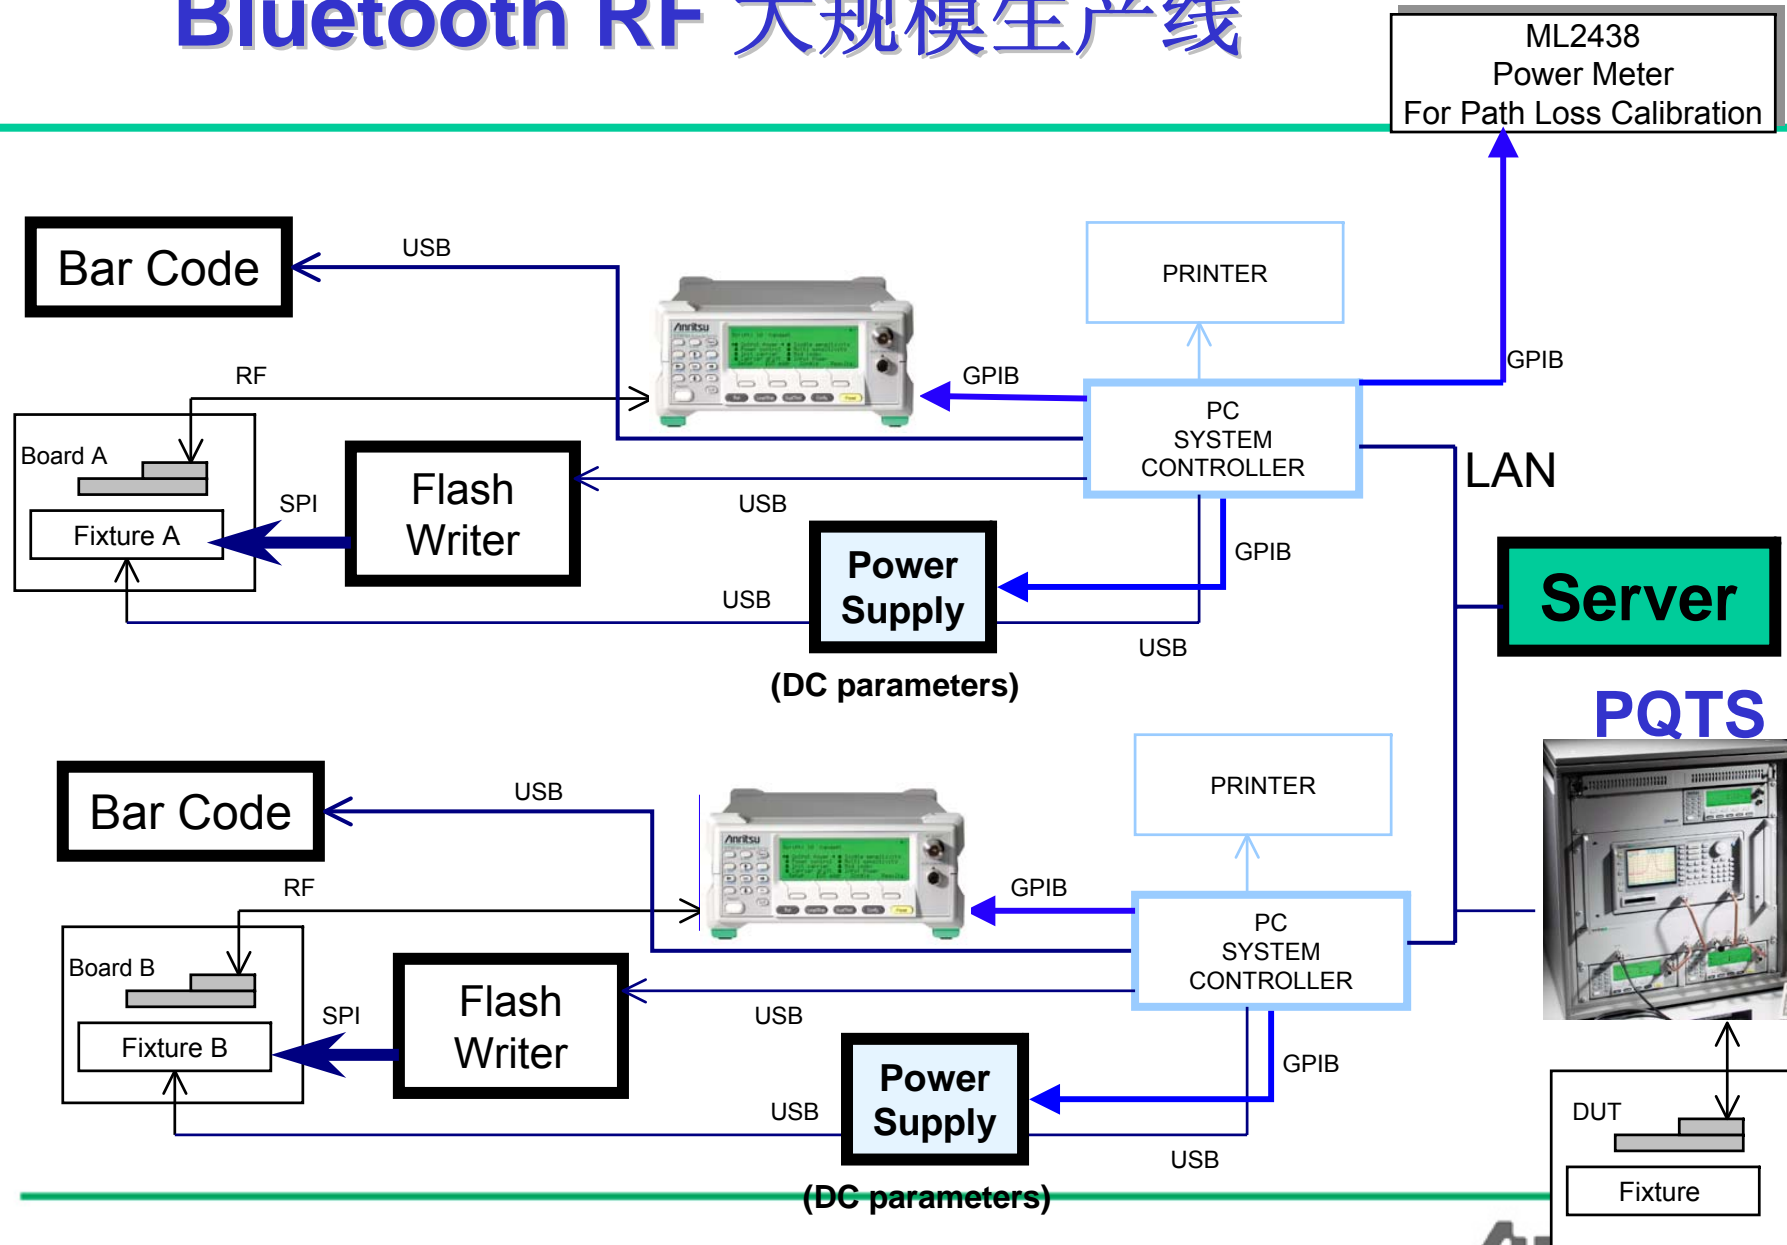 Bluetooth RF 大规模生产线
ML2438
Power Meter
For Path Loss Calibration
Bar Code
USB
PRINTER
Anritsu
GPIB
RF
GPIB
PC
SYSTEM
CONTROLLER
Board A
Flash
Writer
SPI
Fixture A
USB
LAN
GPIB
Power
Supply
USB
USB
Server
(DC parameters)
PQTS
Bar Code
USB
PRINTER
Anritsu
RF
GPIB
PC
SYSTEM
CONTROLLER
Board B
Flash
Writer
SPI
Fixture B
USB
GPIB
Power
Supply
USB
USB
(DC parameters)
DUT
Fixture